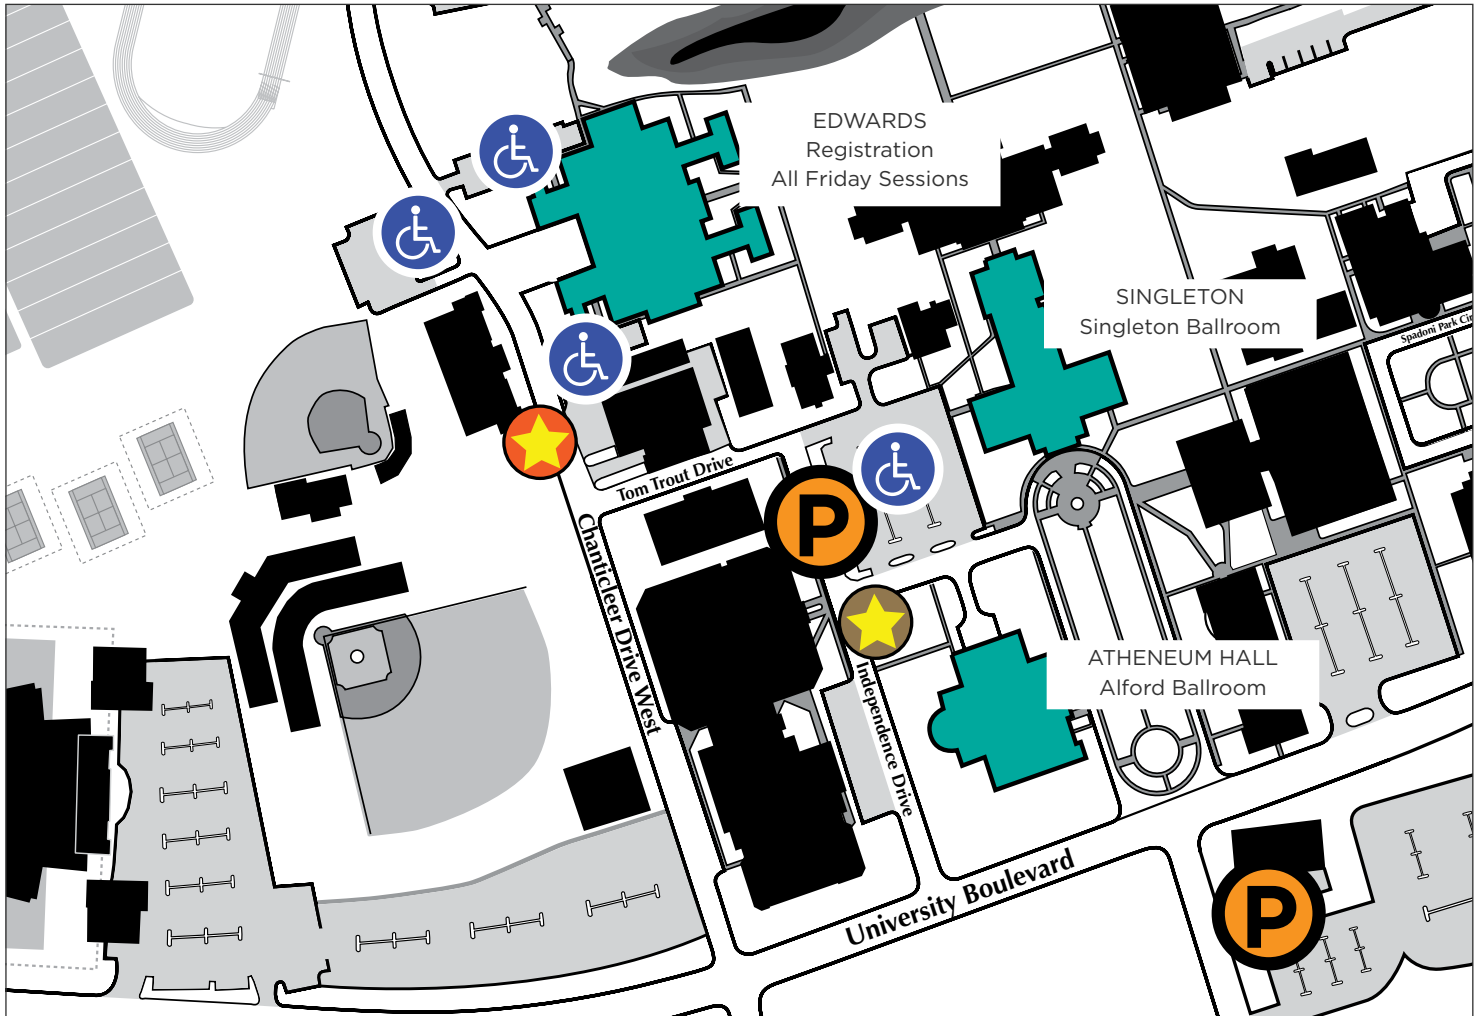 EDWARDS
Registration
All Friday Sessions
SINGLETON
Singleton Ballroom
Spadoni Park Cir
Tom Trout Drive
P
Chanticleer Drive West
Independence Drive
ATHENEUM HALL
Alford Ballroom
University Boulevard
P